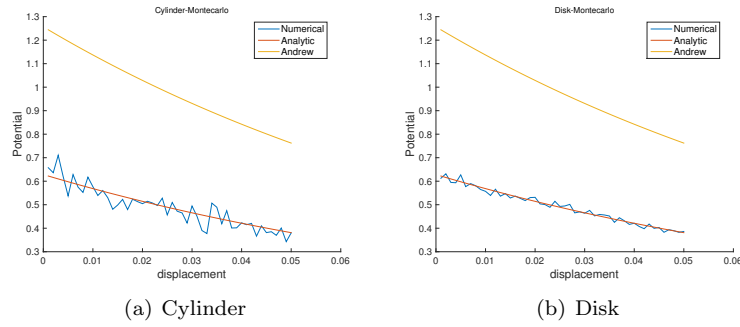 Cylinder-Montecarlo
1.3
1.2
1.1
1
0.9
0.8
0.7
0.6
0.5
0.4
0.3
Potential
Numerical
Analytic
Andrew
0 0.01 0.02 0.03 0.04 0.05 0.06
displacement
(a) Cylinder
Disk-Montecarlo
1.3
1.2
1.1
1
0.9
0.8
0.7
0.6
0.5
0.4
0.3
Potential
Numerical
Analytic
Andrew
0 0.01 0.02 0.03 0.04 0.05 0.06
displacement
(b) Disk